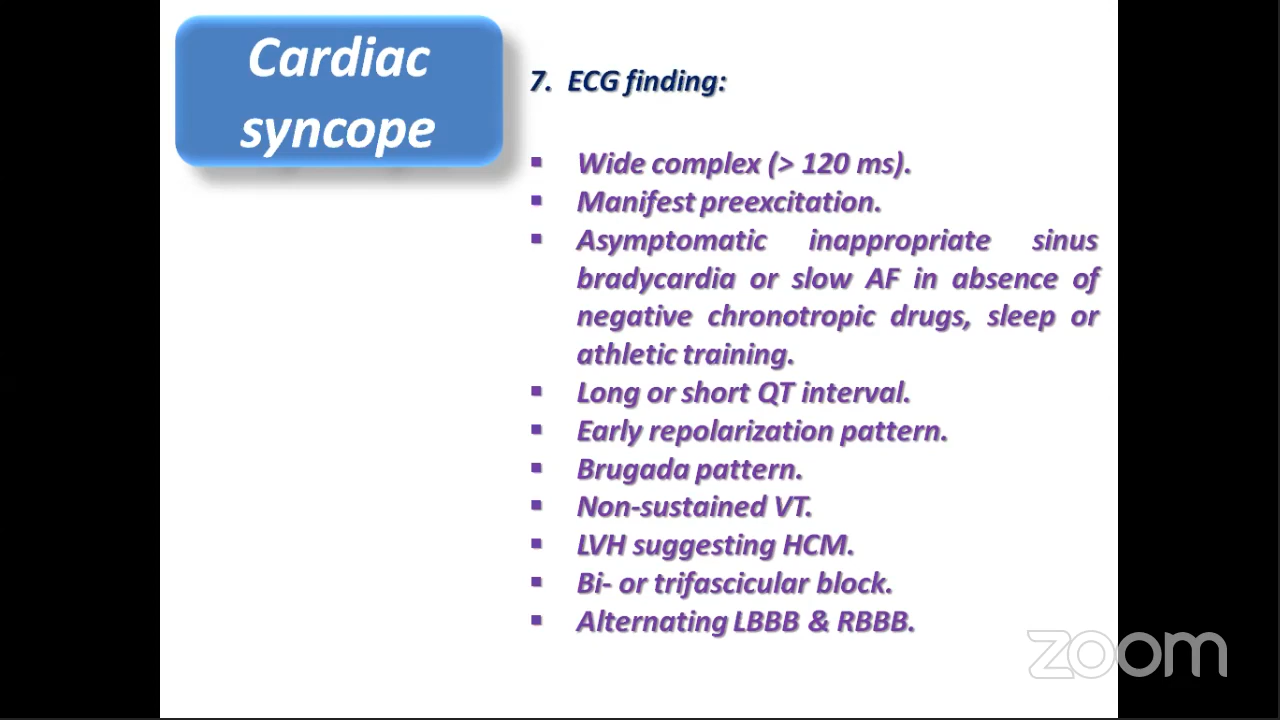 Cardiac
syncope
7. ECG finding:
▪ Wide complex (> 120 ms).
▪ Manifest preexcitation.
▪ Asymptomatic inappropriate sinus
bradycardia or slow AF in absence of
negative chronotropic drugs, sleep or
athletic training.
▪ Long or short QT interval.
▪ Early repolarization pattern.
▪ Brugada pattern.
▪ Non-sustained VT.
▪ LVH suggesting HCM.
▪ Bi- or trifascicular block.
▪ Alternating LBBB & RBBB.
zoom